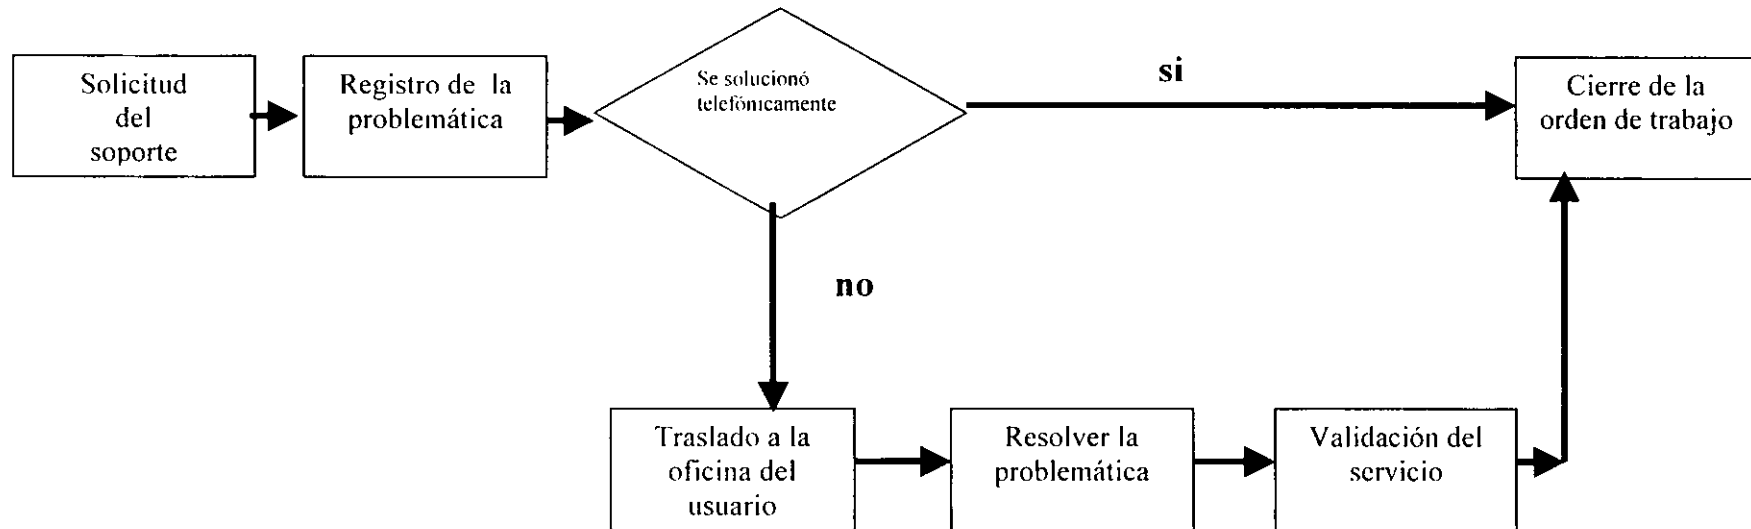 Solicitud
del
soporte
Registro de la
problemática
Se solucionó
telefónicamente
si
Cierre de la
orden de trabajo
no
Traslado a la
oficina del
usuario
Resolver la
problemática
Validación del
servicio